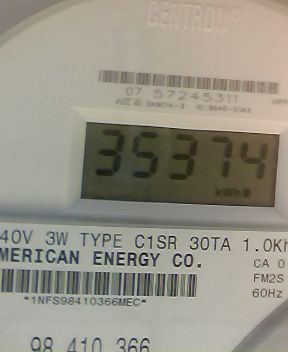 CENTRON®
07 57245311
35374
kWh
40V 3W TYPE C1SR 30TA 1.0Kh
MERICAN ENERGY CO.
CA 0
FM2S
60Hz
*1NFS98410366MEC*
98 410 366